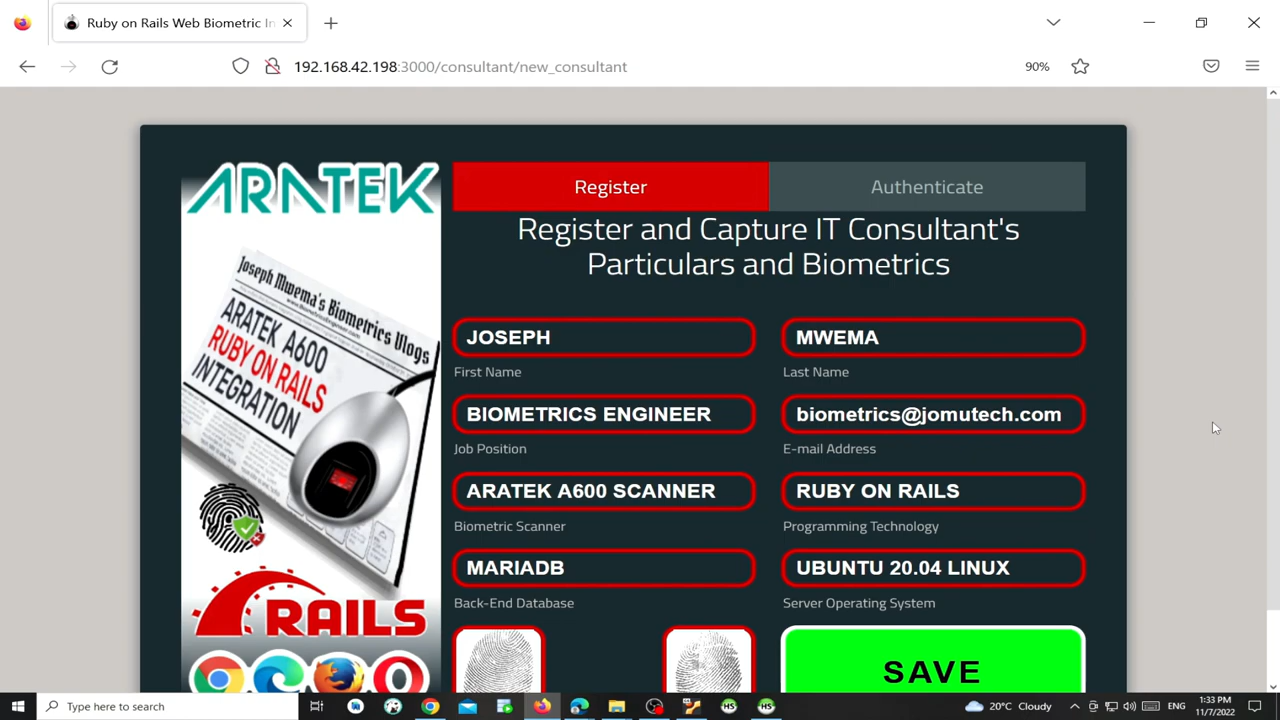 Ruby on Rails Web Biometric In
192.168.42.198:3000/consultant/new_consultant
90%
ARATEK
Joseph Mwema's Biometrics Vlogs
ARATEK A600
RUBY ON RAILS
INTEGRATION
RAILS
Register
Authenticate
Register and Capture IT Consultant's
Particulars and Biometrics
JOSEPH
MWEMA
First Name
Last Name
BIOMETRICS ENGINEER
biometrics@jomutech.com
Job Position
E-mail Address
ARATEK A600 SCANNER
RUBY ON RAILS
Biometric Scanner
Programming Technology
MARIADB
UBUNTU 20.04 LINUX
Back-End Database
Server Operating System
SAVE
Type here to search
HS
HS
20°C Cloudy
ENG
1:33 PM
11/7/2022